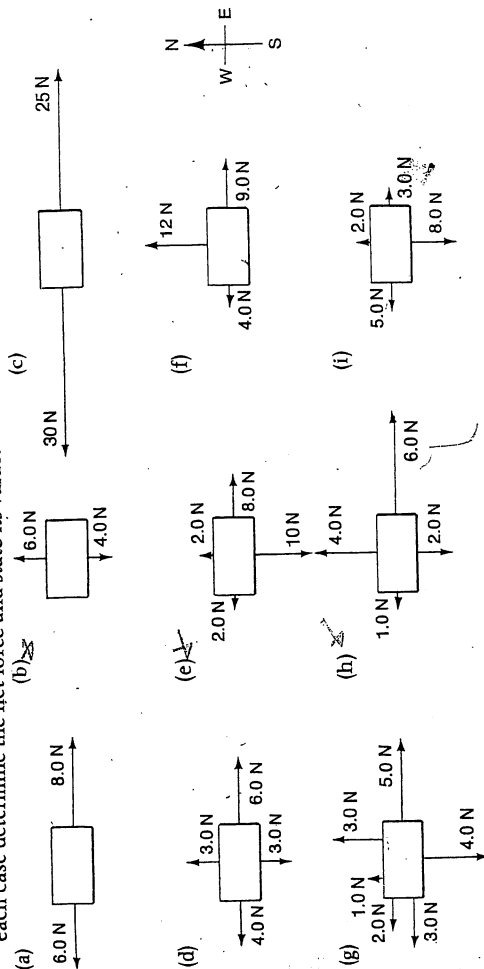 each case determine the net force and state its value.
(a)
6.0 N
8.0 N
(b)
6.0 N
4.0 N
(c)
30 N
25 N
(d)
3.0 N
4.0 N
6.0 N
3.0 N
(e)
2.0 N
2.0 N
8.0 N
10 N
(f)
12 N
4.0 N
9.0 N
N
W E
S
(g)
1.0 N
3.0 N
2.0 N
5.0 N
3.0 N
4.0 N
(h)
4.0 N
1.0 N
6.0 N
2.0 N
(i)
2.0 N
5.0 N
3.0 N
8.0 N